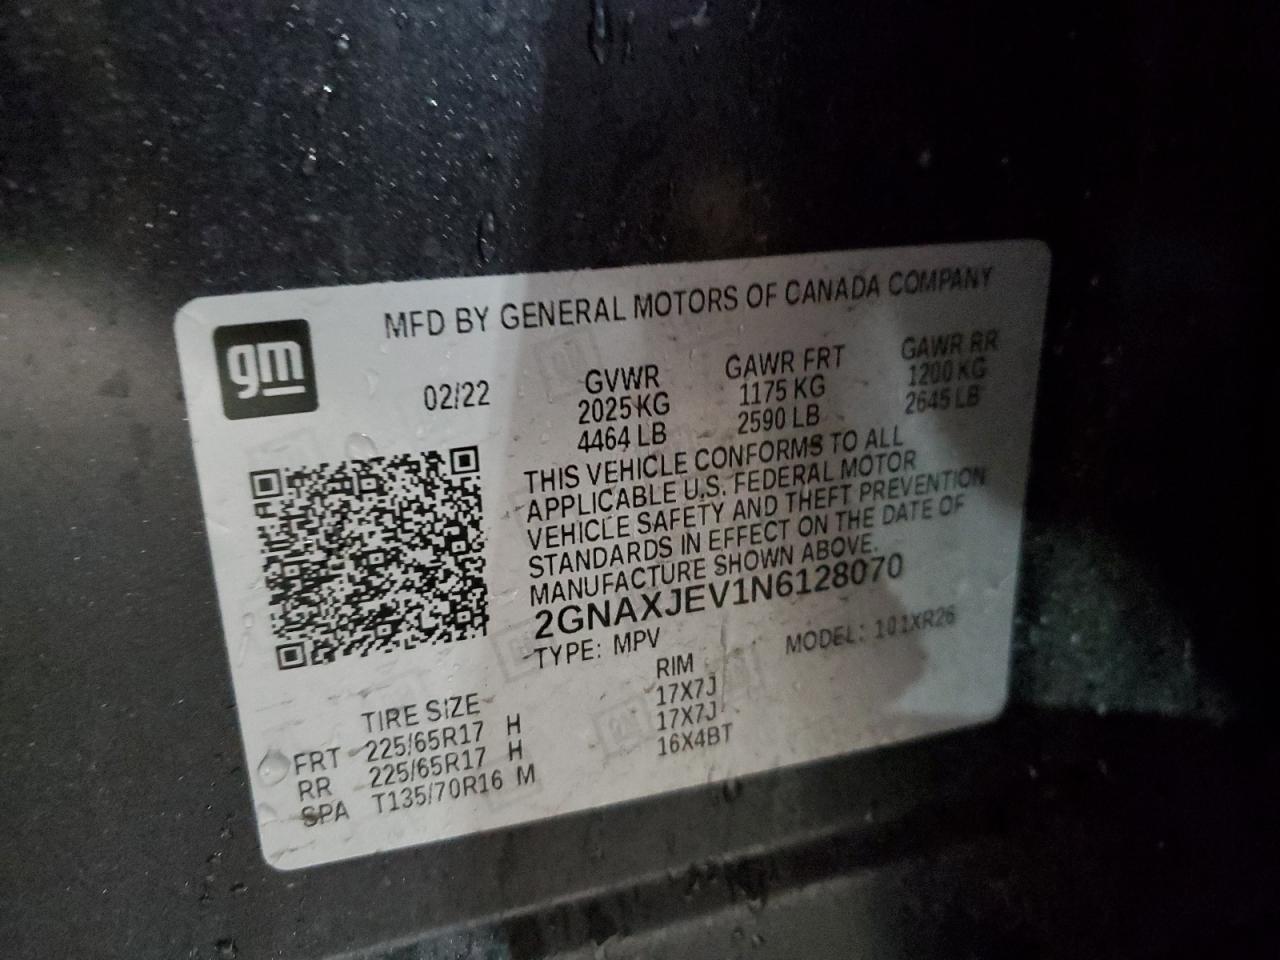 gm
MFD BY GENERAL MOTORS OF CANADA COMPANY
02/22
GVWR GAWR FRT GAWR RR
2025 KG 1175 KG 1200 KG
4464 LB 2590 LB 2645 LB
THIS VEHICLE CONFORMS TO ALL
APPLICABLE U.S. FEDERAL MOTOR
VEHICLE SAFETY AND THEFT PREVENTION
STANDARDS IN EFFECT ON THE DATE OF
MANUFACTURE SHOWN ABOVE.
2GNAXJEV1N6128070
TYPE: MPV MODEL: 101XR26
TIRE SIZE RIM
FRT 225/65R17 H 17X7J
RR 225/65R17 H 17X7J
SPA T135/70R16 M 16X4BT